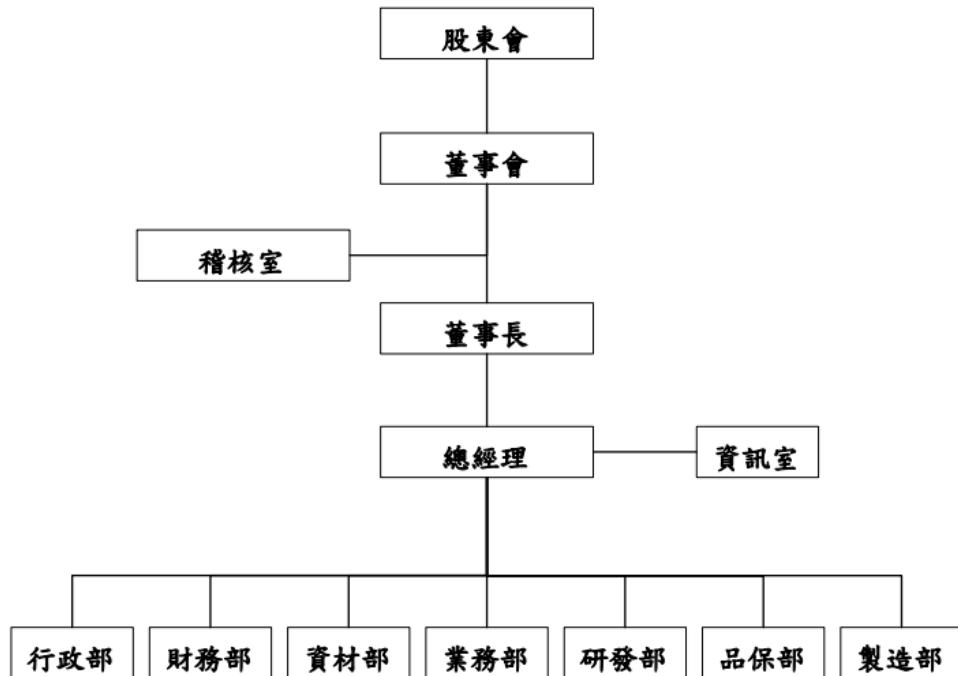 股東會
董事會
稽核室
董事長
總經理
資訊室
行政部
財務部
資材部
業務部
研發部
品保部
製造部